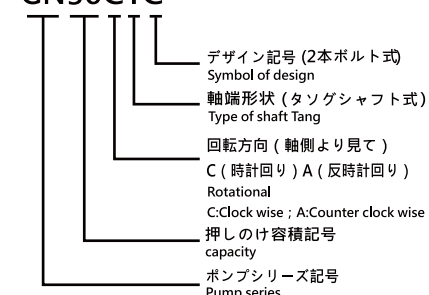 GN50CTC
デザイン記号 (2本ボルト式)
Symbol of design
軸端形状 (タソグシャフト式)
Type of shaft Tang
回転方向 ( 軸側より見て )
C ( 時計回り ) A ( 反時計回り )
Rotational
C:Clock wise ; A:Counter clock wise
押しのけ容積記号
capacity
ポンプシリーズ記号
Pump series